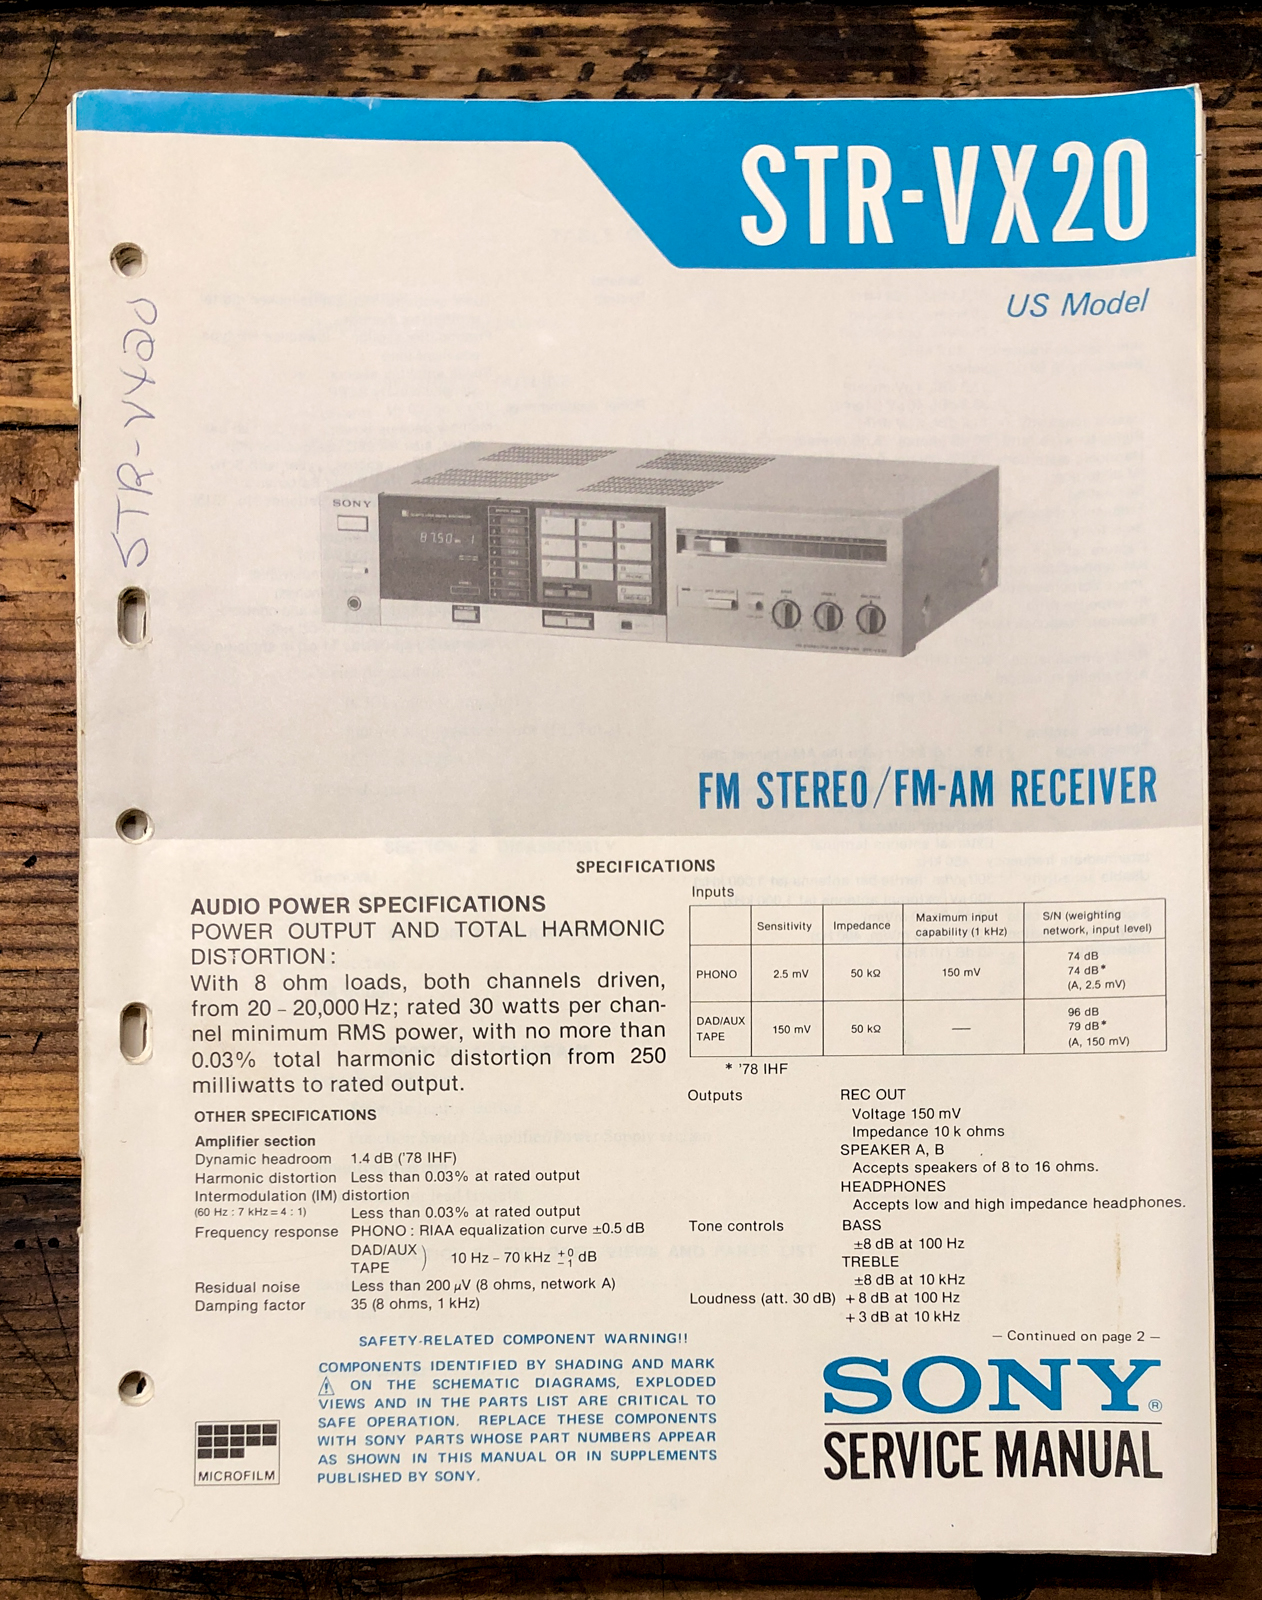 STR-VX20
US Model
STR-VX20
SONY
87.50
FM STEREO/FM-AM RECEIVER
SPECIFICATIONS
AUDIO POWER SPECIFICATIONS
POWER OUTPUT AND TOTAL HARMONIC
DISTORTION:
With 8 ohm loads, both channels driven,
from 20 – 20,000 Hz; rated 30 watts per chan-
nel minimum RMS power, with no more than
0.03% total harmonic distortion from 250
milliwatts to rated output.
OTHER SPECIFICATIONS
Amplifier section
Dynamic headroom 1.4 dB ('78 IHF)
Harmonic distortion Less than 0.03% at rated output
Intermodulation (IM) distortion
(60 Hz : 7 kHz = 4 : 1) Less than 0.03% at rated output
Frequency response PHONO : RIAA equalization curve ±0.5 dB
DAD/AUX
TAPE ) 10 Hz – 70 kHz +0 −1 dB
Residual noise Less than 200 μV (8 ohms, network A)
Damping factor 35 (8 ohms, 1 kHz)
Inputs
Sensitivity Impedance Maximum input capability (1 kHz) S/N (weighting network, input level)
PHONO 2.5 mV 50 kΩ 150 mV 74 dB
74 dB*
(A, 2.5 mV)
DAD/AUX TAPE 150 mV 50 kΩ — 96 dB
79 dB*
(A, 150 mV)
* '78 IHF
Outputs REC OUT
Voltage 150 mV
Impedance 10 k ohms
SPEAKER A, B
Accepts speakers of 8 to 16 ohms.
HEADPHONES
Accepts low and high impedance headphones.
Tone controls BASS
±8 dB at 100 Hz
TREBLE
±8 dB at 10 kHz
Loudness (att. 30 dB) +8 dB at 100 Hz
+3 dB at 10 kHz
— Continued on page 2 —
SAFETY-RELATED COMPONENT WARNING!!
COMPONENTS IDENTIFIED BY SHADING AND MARK
⚠ ON THE SCHEMATIC DIAGRAMS, EXPLODED
VIEWS AND IN THE PARTS LIST ARE CRITICAL TO
SAFE OPERATION. REPLACE THESE COMPONENTS
WITH SONY PARTS WHOSE PART NUMBERS APPEAR
AS SHOWN IN THIS MANUAL OR IN SUPPLEMENTS
PUBLISHED BY SONY.
MICROFILM
SONY®
SERVICE MANUAL